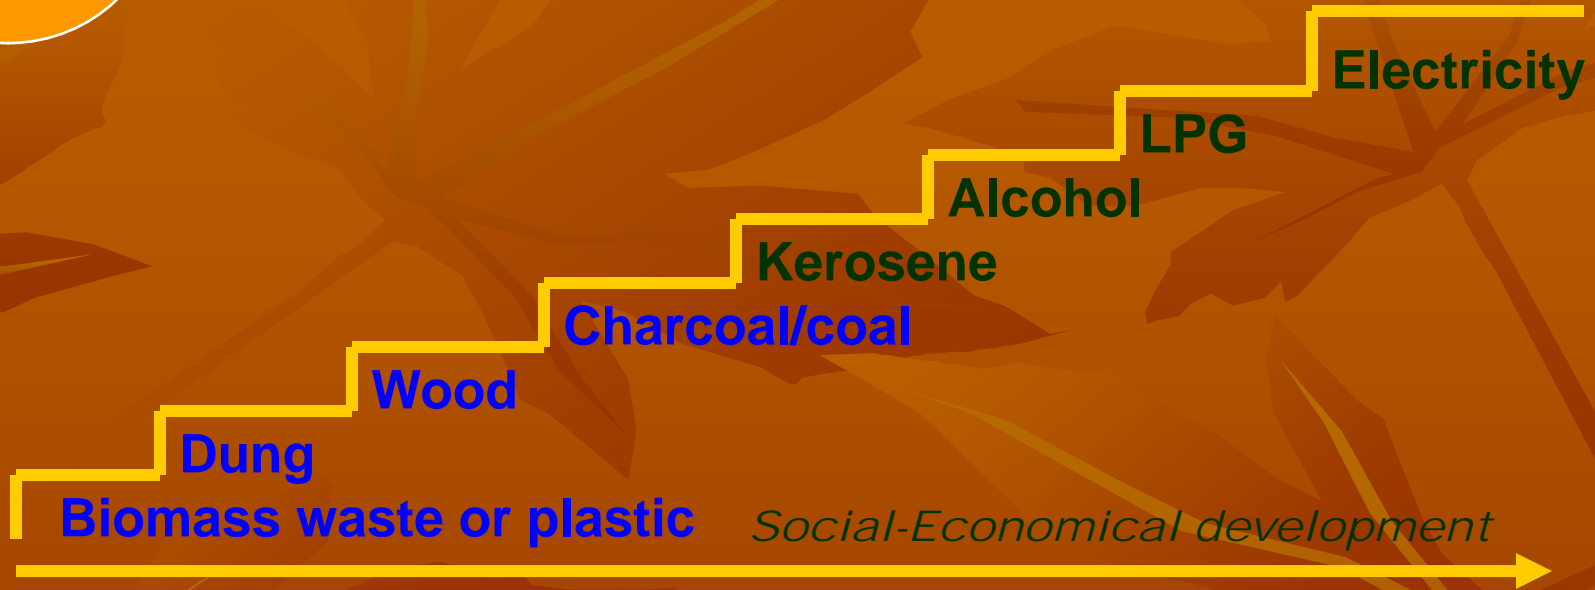 Electricity
LPG
Alcohol
Kerosene
Charcoal/coal
Wood
Dung
Biomass waste or plastic
Social-Economical development